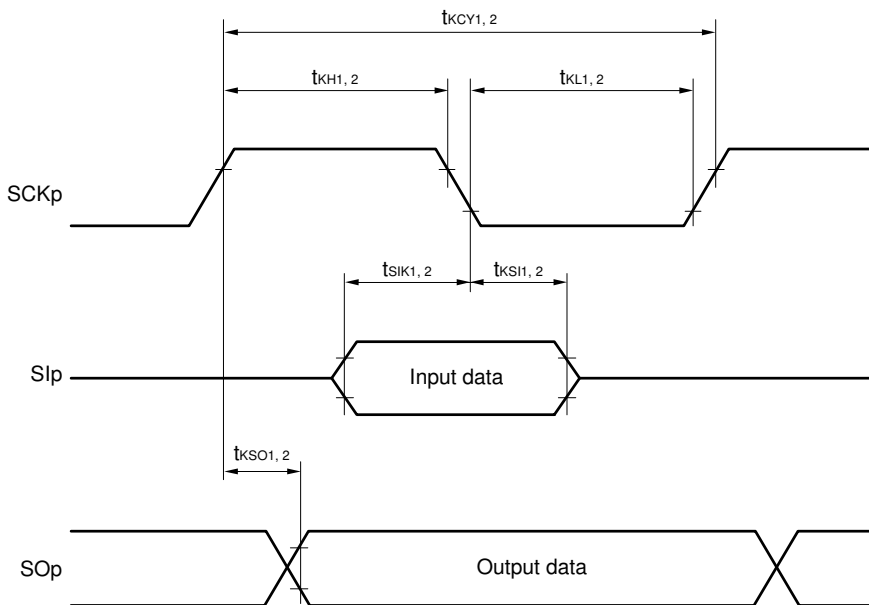 tKCY1, 2
tKH1, 2
tKL1, 2
SCKp
tSIK1, 2
tKSI1, 2
SIp
Input data
tKSO1, 2
SOp
Output data